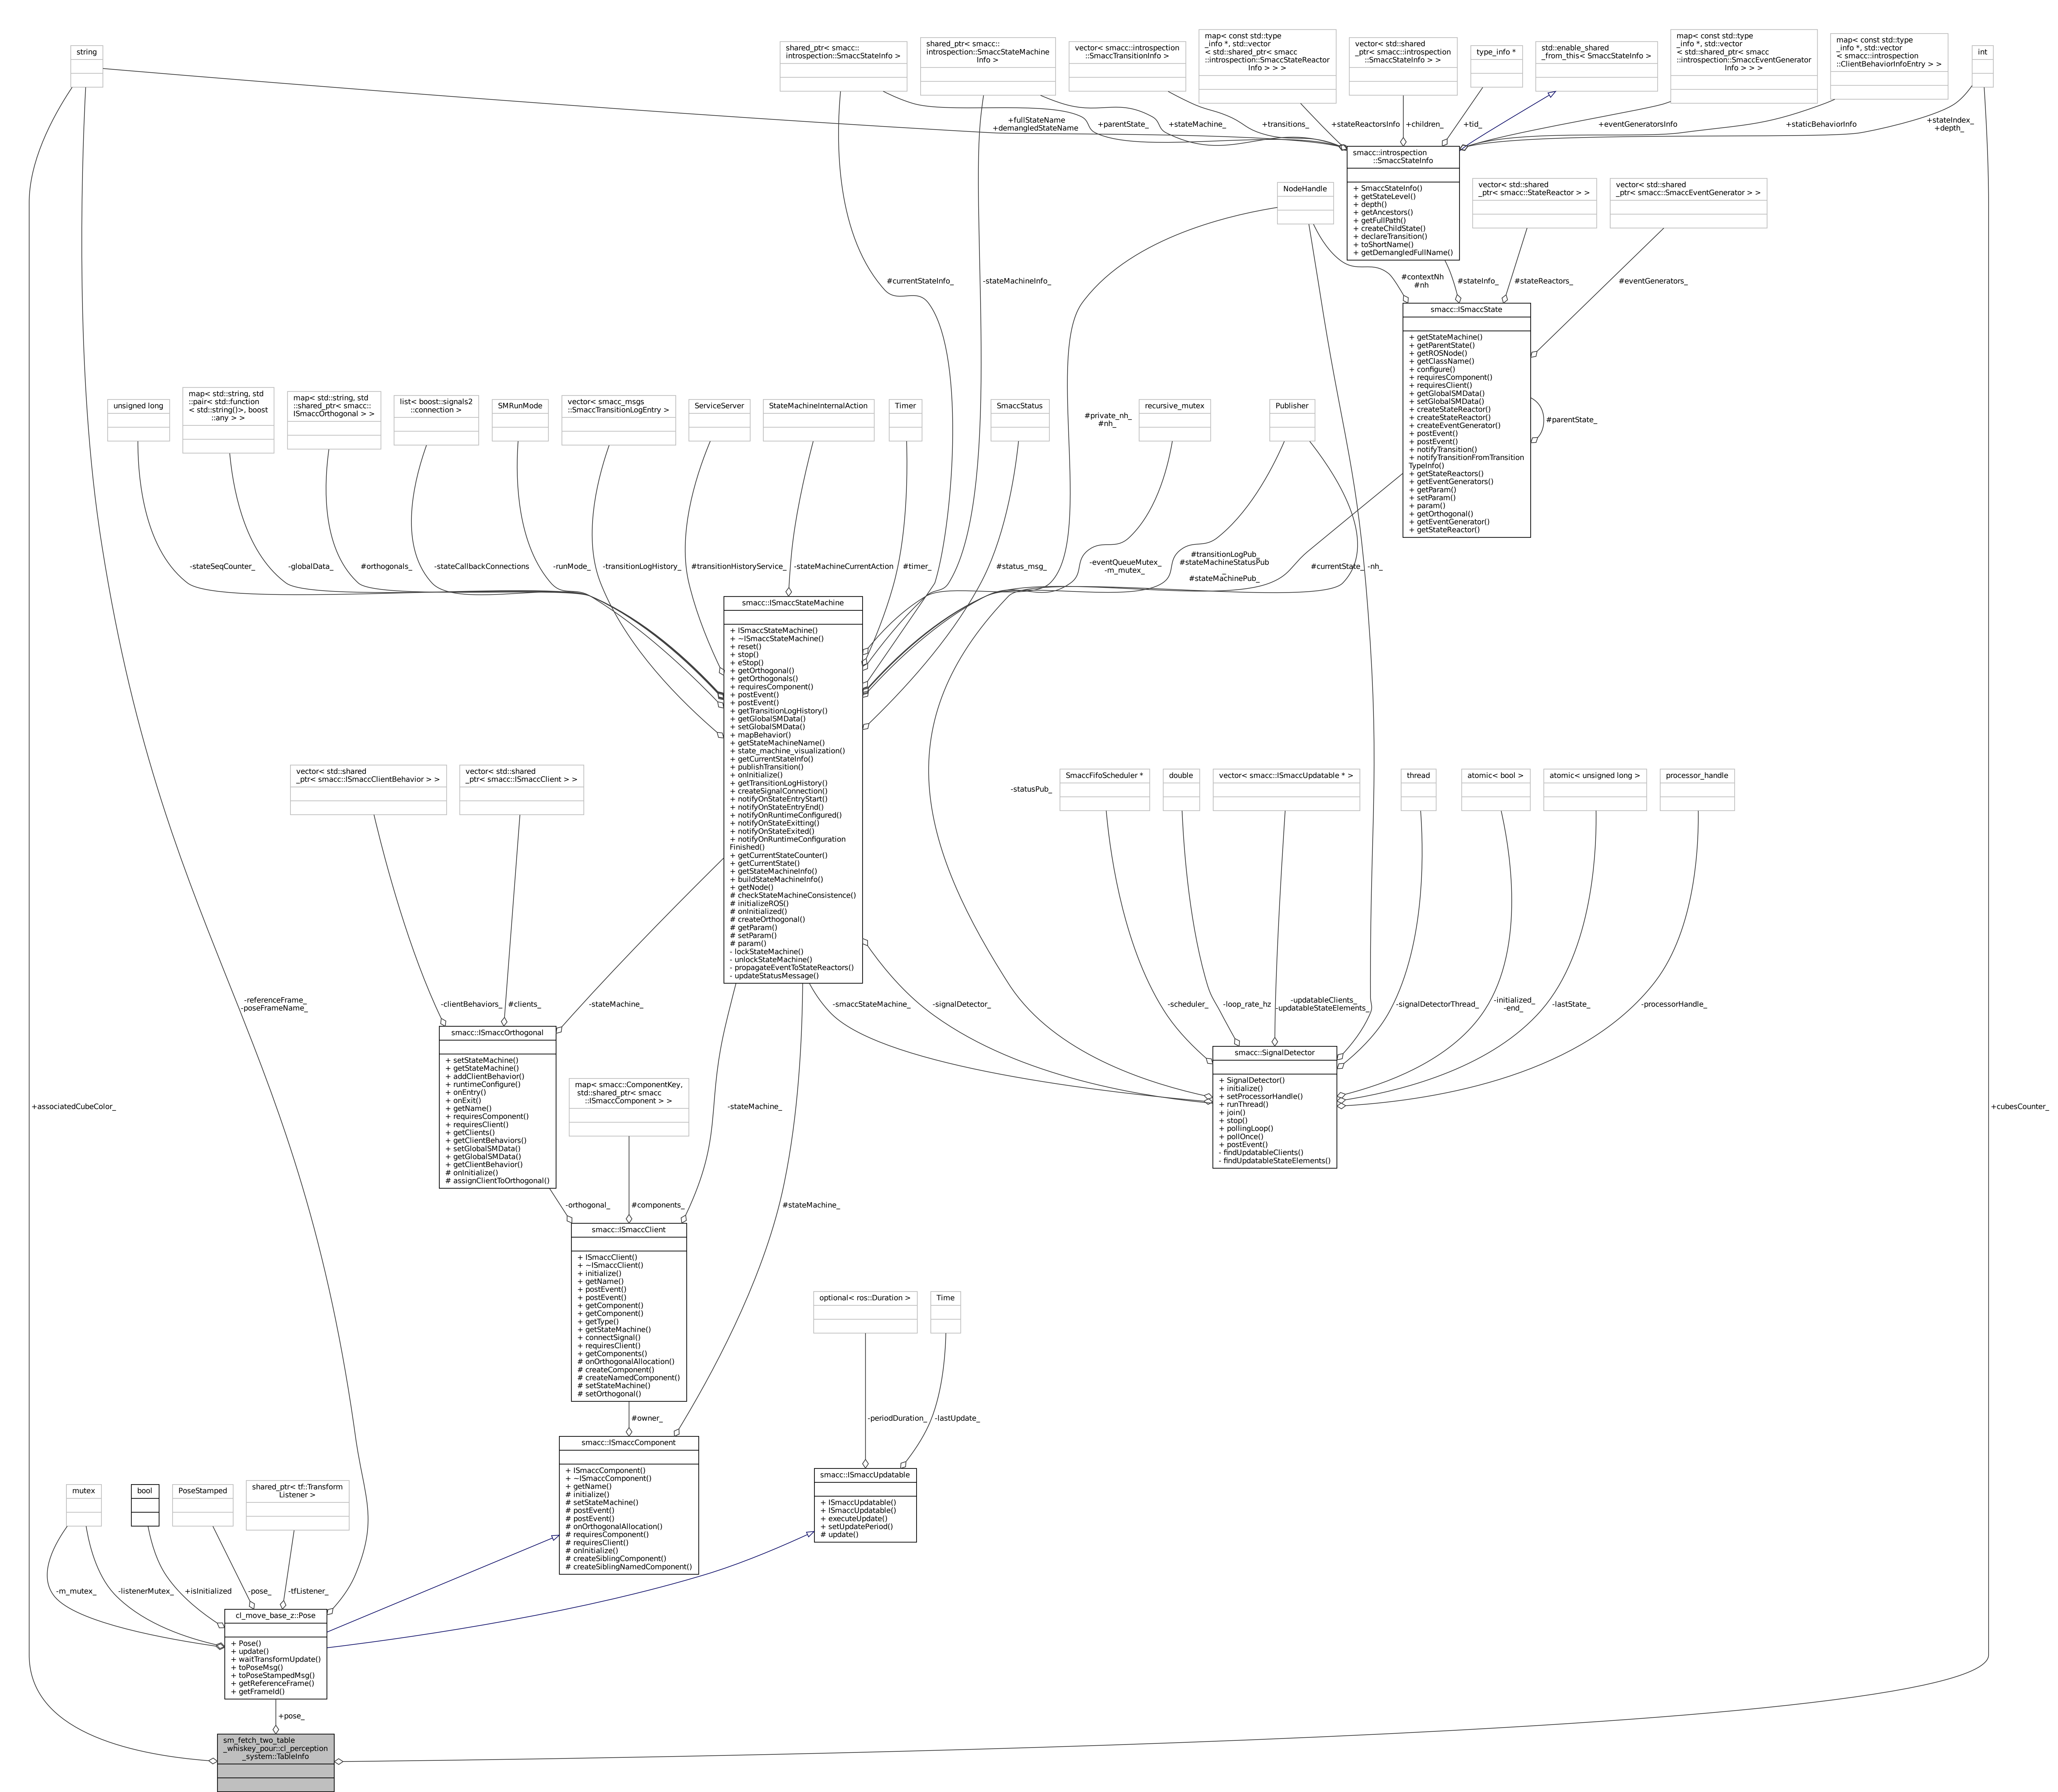 string
shared_ptr< smacc::
introspection::SmaccStateInfo >
shared_ptr< smacc::
introspection::SmaccStateMachine
Info >
vector< smacc::introspection
::SmaccTransitionInfo >
map< const std::type
_info *, std::vector
< std::shared_ptr< smacc
::introspection::SmaccStateReactor
Info > > >
vector< std::shared
_ptr< smacc::introspection
::SmaccStateInfo > >
type_info *
std::enable_shared
_from_this< SmaccStateInfo >
map< const std::type
_info *, std::vector
< std::shared_ptr< smacc
::introspection::SmaccEventGenerator
Info > > >
map< const std::type
_info *, std::vector
< smacc::introspection
::ClientBehaviorInfoEntry > >
int
+fullStateName
+demangledStateName
+parentState_
+stateMachine_
+transitions_
+stateReactorsInfo
+children_
+tid_
+eventGeneratorsInfo
+staticBehaviorInfo
+stateIndex_
+depth_
smacc::introspection
::SmaccStateInfo
+ SmaccStateInfo()
+ getStateLevel()
+ depth()
+ getAncestors()
+ getFullPath()
+ createChildState()
+ declareTransition()
+ toShortName()
+ getDemangledFullName()
NodeHandle
vector< std::shared
_ptr< smacc::StateReactor > >
vector< std::shared
_ptr< smacc::SmaccEventGenerator > >
#currentStateInfo_
-stateMachineInfo_
#contextNh
#nh
#stateInfo_
#stateReactors_
#eventGenerators_
smacc::ISmaccState
+ getStateMachine()
+ getParentState()
+ getROSNode()
+ getClassName()
+ configure()
+ requiresComponent()
+ requiresClient()
+ getGlobalSMData()
+ setGlobalSMData()
+ createStateReactor()
+ createStateReactor()
+ createEventGenerator()
+ postEvent()
+ postEvent()
+ notifyTransition()
+ notifyTransitionFromTransition
TypeInfo()
+ getStateReactors()
+ getEventGenerators()
+ getParam()
+ setParam()
+ param()
+ getOrthogonal()
+ getEventGenerator()
+ getStateReactor()
#parentState_
unsigned long
map< std::string, std
::pair< std::function
< std::string()>, boost
::any > >
map< std::string, std
::shared_ptr< smacc::
ISmaccOrthogonal > >
list< boost::signals2
::connection >
SMRunMode
vector< smacc_msgs
::SmaccTransitionLogEntry >
ServiceServer
StateMachineInternalAction
Timer
SmaccStatus
#private_nh_
#nh_
recursive_mutex
Publisher
-stateSeqCounter_
-globalData_
#orthogonals_
-stateCallbackConnections
-runMode_
-transitionLogHistory_
#transitionHistoryService_
-stateMachineCurrentAction
#timer_
#status_msg_
-eventQueueMutex_
-m_mutex_
#transitionLogPub_
#stateMachineStatusPub
_
#stateMachinePub_
#currentState_
-nh_
smacc::ISmaccStateMachine
+ ISmaccStateMachine()
+ ~ISmaccStateMachine()
+ reset()
+ stop()
+ eStop()
+ getOrthogonal()
+ getOrthogonals()
+ requiresComponent()
+ postEvent()
+ postEvent()
+ getTransitionLogHistory()
+ getGlobalSMData()
+ setGlobalSMData()
+ mapBehavior()
+ getStateMachineName()
+ state_machine_visualization()
+ getCurrentStateInfo()
+ publishTransition()
+ onInitialize()
+ getTransitionLogHistory()
+ createSignalConnection()
+ notifyOnStateEntryStart()
+ notifyOnStateEntryEnd()
+ notifyOnRuntimeConfigured()
+ notifyOnStateExitting()
+ notifyOnStateExited()
+ notifyOnRuntimeConfiguration
Finished()
+ getCurrentStateCounter()
+ getCurrentState()
+ getStateMachineInfo()
+ buildStateMachineInfo()
+ getNode()
# checkStateMachineConsistence()
# initializeROS()
# onInitialized()
# createOrthogonal()
# getParam()
# setParam()
# param()
- lockStateMachine()
- unlockStateMachine()
- propagateEventToStateReactors()
- updateStatusMessage()
vector< std::shared
_ptr< smacc::ISmaccClientBehavior > >
vector< std::shared
_ptr< smacc::ISmaccClient > >
-statusPub_
SmaccFifoScheduler *
double
vector< smacc::ISmaccUpdatable * >
thread
atomic< bool >
atomic< unsigned long >
processor_handle
-referenceFrame_
-poseFrameName_
-clientBehaviors_
#clients_
-stateMachine_
-smaccStateMachine_
-signalDetector_
-scheduler_
-loop_rate_hz
-updatableClients_
-updatableStateElements_
-signalDetectorThread_
-initialized_
-end_
-lastState_
-processorHandle_
smacc::ISmaccOrthogonal
+ setStateMachine()
+ getStateMachine()
+ addClientBehavior()
+ runtimeConfigure()
+ onEntry()
+ onExit()
+ getName()
+ requiresComponent()
+ requiresClient()
+ getClients()
+ getClientBehaviors()
+ setGlobalSMData()
+ getGlobalSMData()
+ getClientBehavior()
# onInitialize()
# assignClientToOrthogonal()
smacc::SignalDetector
+ SignalDetector()
+ initialize()
+ setProcessorHandle()
+ runThread()
+ join()
+ stop()
+ pollingLoop()
+ pollOnce()
+ postEvent()
- findUpdatableClients()
- findUpdatableStateElements()
map< smacc::ComponentKey,
std::shared_ptr< smacc
::ISmaccComponent > >
+associatedCubeColor_
-stateMachine_
+cubesCounter_
-orthogonal_
#components_
#stateMachine_
smacc::ISmaccClient
+ ISmaccClient()
+ ~ISmaccClient()
+ initialize()
+ getName()
+ postEvent()
+ postEvent()
+ getComponent()
+ getComponent()
+ getType()
+ getStateMachine()
+ connectSignal()
+ requiresClient()
+ getComponents()
# onOrthogonalAllocation()
# createComponent()
# createNamedComponent()
# setStateMachine()
# setOrthogonal()
optional< ros::Duration >
Time
#owner_
-periodDuration_
-lastUpdate_
smacc::ISmaccComponent
+ ISmaccComponent()
+ ~ISmaccComponent()
+ getName()
# initialize()
# setStateMachine()
# postEvent()
# postEvent()
# onOrthogonalAllocation()
# requiresComponent()
# requiresClient()
# onInitialize()
# createSiblingComponent()
# createSiblingNamedComponent()
smacc::ISmaccUpdatable
+ ISmaccUpdatable()
+ ISmaccUpdatable()
+ executeUpdate()
+ setUpdatePeriod()
# update()
mutex
bool
PoseStamped
shared_ptr< tf::Transform
Listener >
-m_mutex_
-listenerMutex_
+isInitialized
-pose_
-tfListener_
cl_move_base_z::Pose
+ Pose()
+ update()
+ waitTransformUpdate()
+ toPoseMsg()
+ toPoseStampedMsg()
+ getReferenceFrame()
+ getFrameId()
+pose_
sm_fetch_two_table
_whiskey_pour::cl_perception
_system::TableInfo